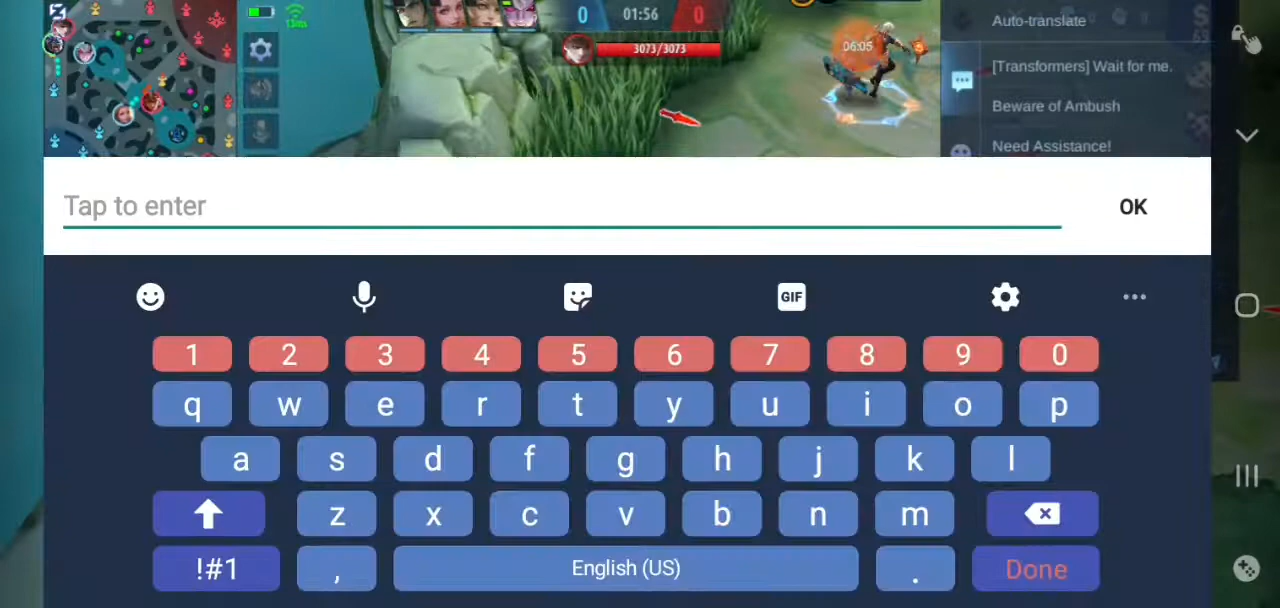 13ms
0 01:56 0
3073/3073
06:05
Auto-translate
[Transformers] Wait for me.
Beware of Ambush
Need Assistance!
Tap to enter
OK
GIF
1 2 3 4 5 6 7 8 9 0
q w e r t y u i o p
a s d f g h j k l
z x c v b n m
!#1 , English (US) . Done